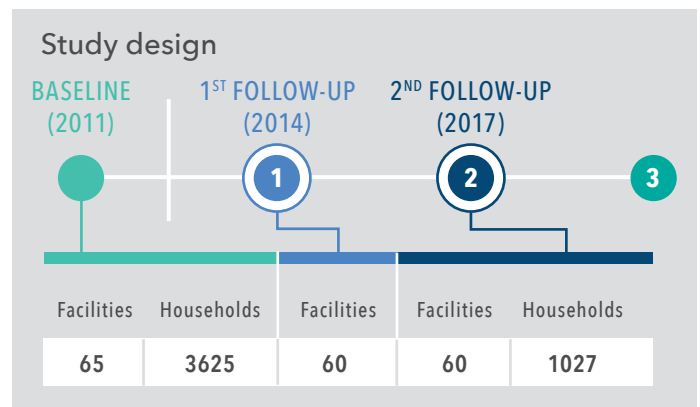 Study design
BASELINE
(2011)
1ST FOLLOW-UP
(2014)
2ND FOLLOW-UP
(2017)
1
2
3
Facilities Households Facilities Facilities Households
65 3625 60 60 1027